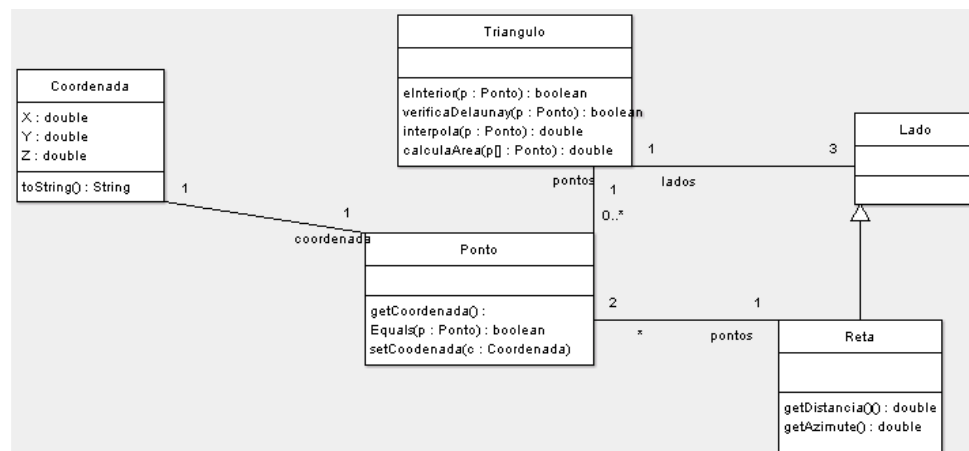 Triangulo
eInterior(p : Ponto) : boolean
verificaDelaunay(p : Ponto) : boolean
interpola(p : Ponto) : double
calculaArea(p[] : Ponto) : double
Coordenada
X : double
Y : double
Z : double
toString() : String
Lado
1
3
pontos
lados
1
0..*
1
1
coordenada
Ponto
getCoordenada() :
Equals(p : Ponto) : boolean
setCoodenada(c : Coordenada)
2
1
*
pontos
Reta
getDistancia()() : double
getAzimute() : double